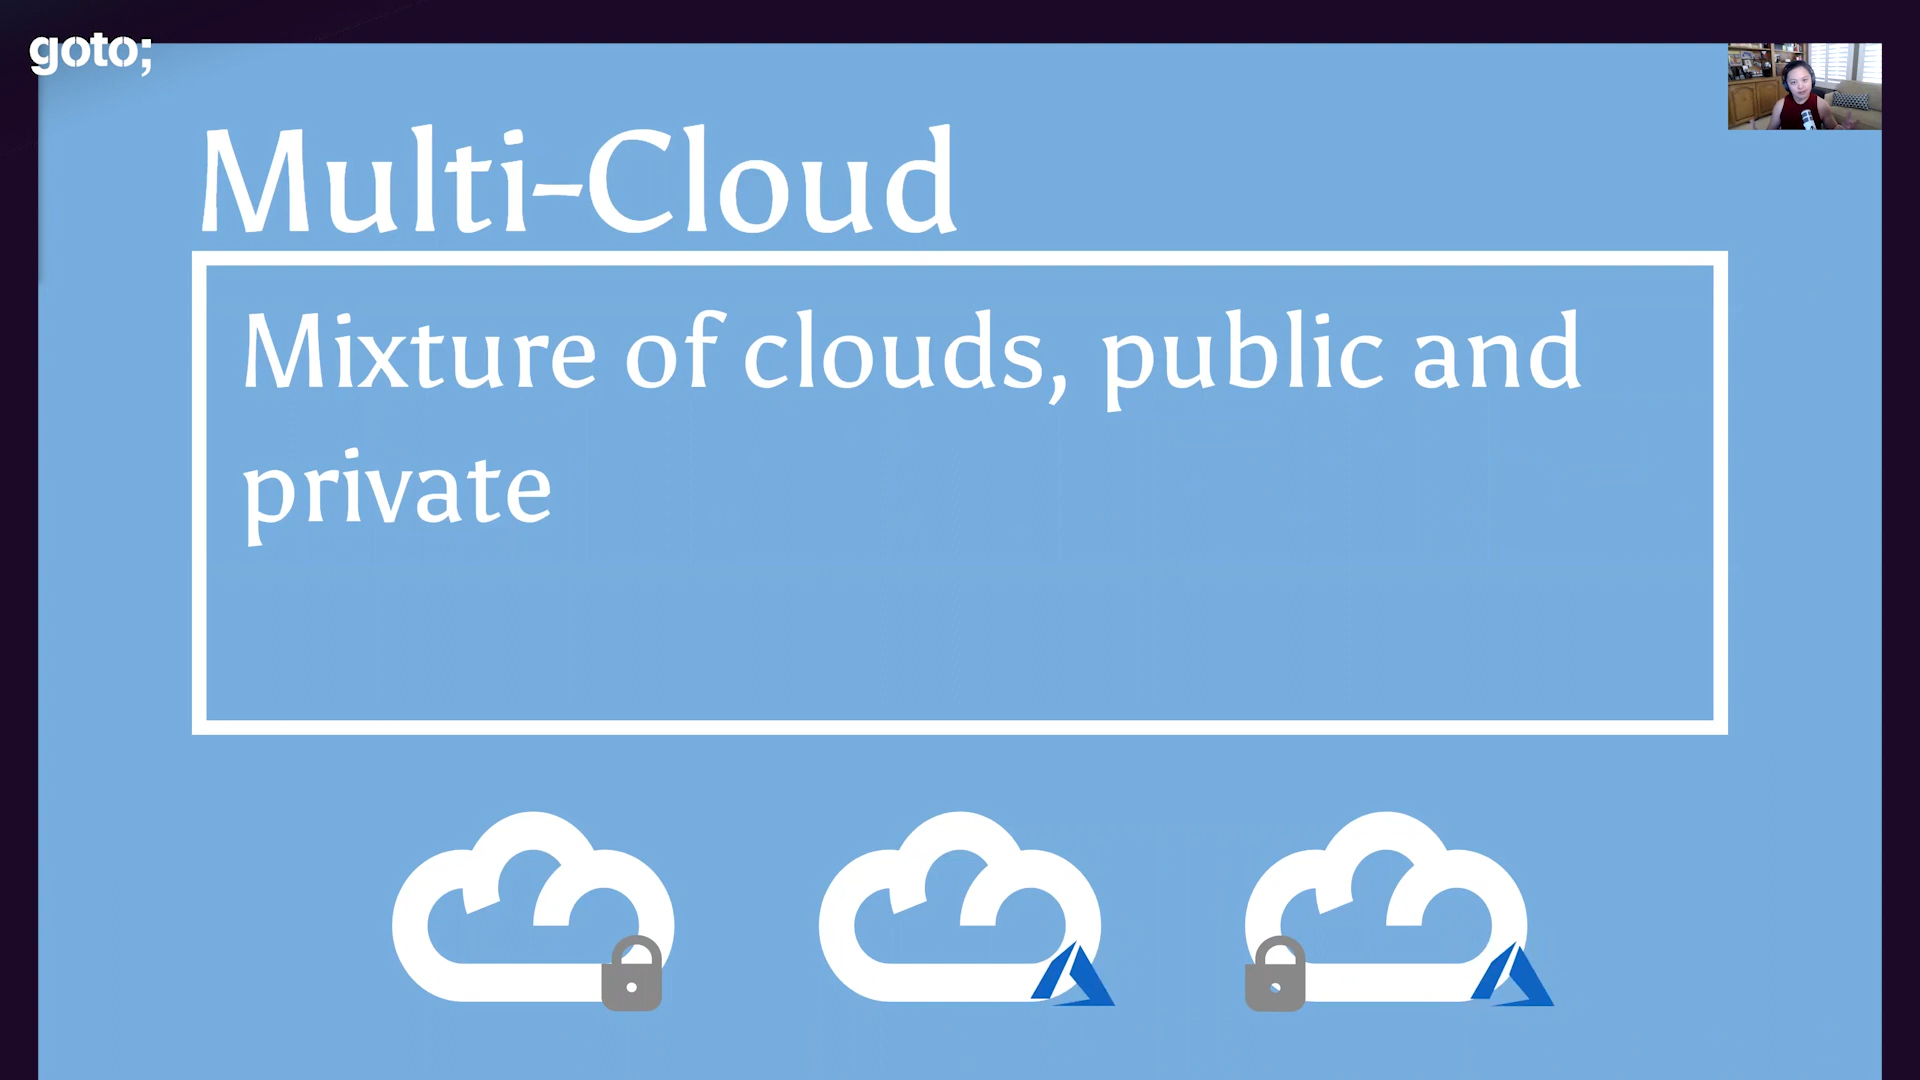 goto;
Multi-Cloud
Mixture of clouds, public and
private